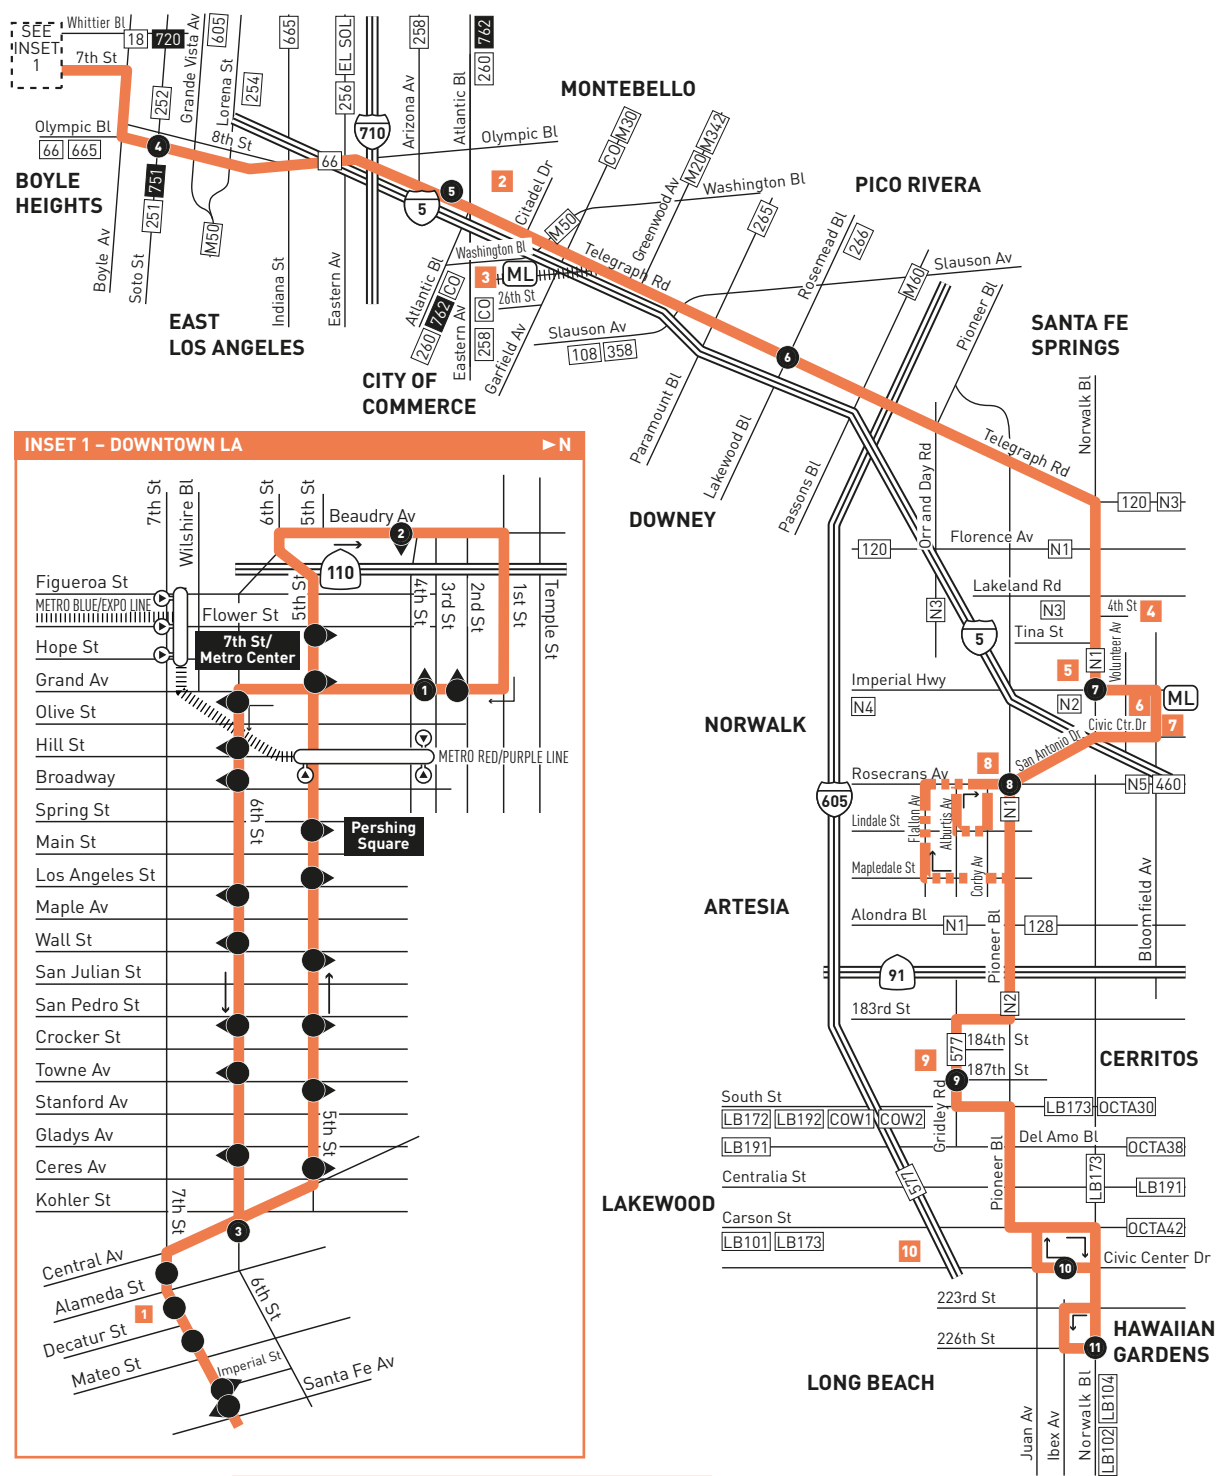 SEE
INSET
1
Whittier Bl
7th St
18
720
Grande Vista Av
605
Lorena St
254
252
665
EL SOL
256
258
Arizona Av
Atlantic Bl
762
260
710
Olympic Bl
66
665
8th St
4
66
Olympic Bl
MONTEBELLO
CO
M30
M20
M342
Greenwood Av
Washington Bl
PICO RIVERA
BOYLE
HEIGHTS
751
251
M50
Boyle Av
Soto St
Indiana St
Eastern Av
5
5
2
Citadel Dr
M50
Washington Bl
3
ML
26th St
Atlantic Bl
260
762
CO
Eastern Av
258
CO
Garfield Av
Telegraph Rd
265
Rosemead Bl
266
M60
Slauson Av
Pioneer Bl
Slauson Av
108
358
6
EAST
LOS ANGELES
CITY OF
COMMERCE
SANTA FE
SPRINGS
Paramount Bl
Lakewood Bl
Passons Bl
Orr and Day Rd
Telegraph Rd
Norwalk Bl
DOWNEY
120
N3
120
Florence Av
N1
Lakeland Rd
N3
N3
4th St
4
Tina St
5
5
N1
Volunteer Av
Imperial Hwy
N4
N2
7
ML
6
7
Civic Ctr.Dr
San Antonio Dr
NORWALK
Rosecrans Av
8
8
N5
460
605
N1
Flallon Av
Alburtis Av
Lindale St
Mapledale St
Corby Av
ARTESIA
Alondra Bl
N1
128
Pioneer Bl
Bloomfield Av
91
N2
183rd St
577
184th St
9
9
187th St
CERRITOS
Gridley Rd
South St
LB172
LB192
COW1
COW2
LB173
OCTA30
LB191
Del Amo Bl
OCTA38
Pioneer Bl
Centralia St
577
LB173
LB191
LAKEWOOD
Carson St
LB101
LB173
OCTA42
10
10
Civic Center Dr
223rd St
226th St
11
HAWAIIAN
GARDENS
LONG BEACH
Juan Av
Ibex Av
Norwalk Bl
LB102
LB104
INSET 1 – DOWNTOWN LA
N
7th St
Wilshire Bl
6th St
5th St
Beaudry Av
2
110
Figueroa St
METRO BLUE/EXPO LINE
Flower St
5th St
4th St
3rd St
2nd St
1st St
Temple St
Hope St
7th St/
Metro Center
Grand Av
1
Olive St
Hill St
METRO RED/PURPLE LINE
Broadway
Spring St
6th St
Pershing
Square
Main St
Los Angeles St
Maple Av
Wall St
San Julian St
San Pedro St
Crocker St
Towne Av
Stanford Av
5th St
Gladys Av
Ceres Av
Kohler St
7th St
3
Central Av
Alameda St
1
6th St
Decatur St
Mateo St
Imperial St
Santa Fe Av